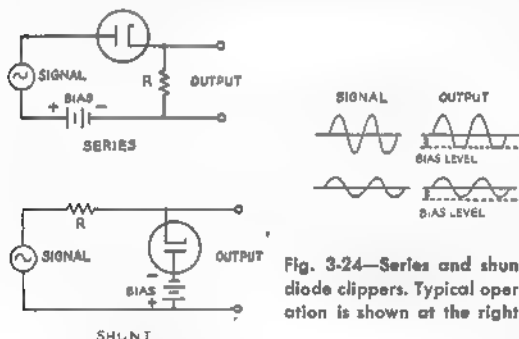 SIGNAL
R
OUTPUT
+ BIAS −
SERIES
R
SIGNAL
OUTPUT
−
BIAS
+
SHUNT
SIGNAL OUTPUT
BIAS LEVEL
BIAS LEVEL
Fig. 3-24—Series and shun
diode clippers. Typical oper
ation is shown at the right